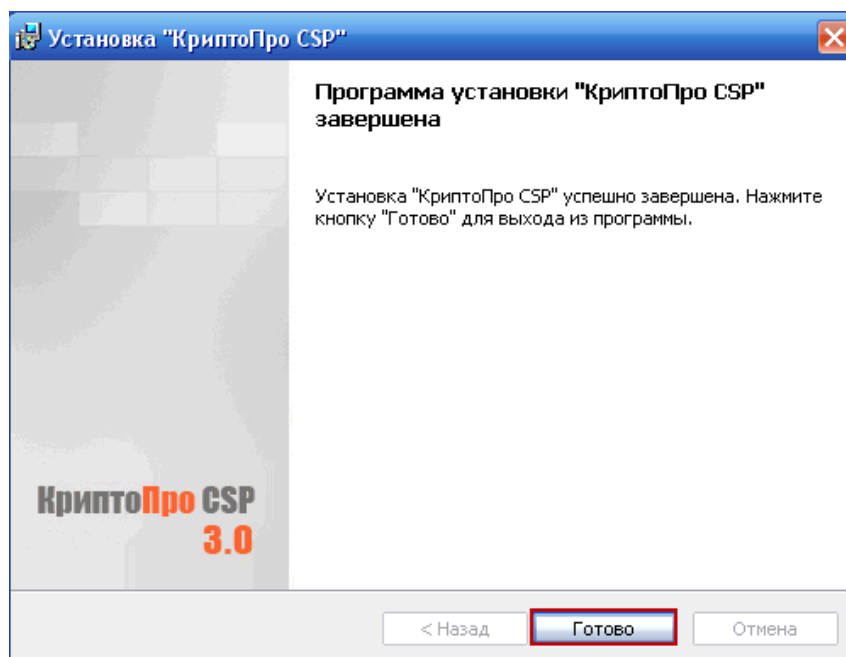 Установка "КриптоПро CSP"
Программа установки "КриптоПро CSP"
завершена
Установка "КриптоПро CSP" успешно завершена. Нажмите
кнопку "Готово" для выхода из программы.
КриптоПро CSP
3.0
< Назад
Готово
Отмена